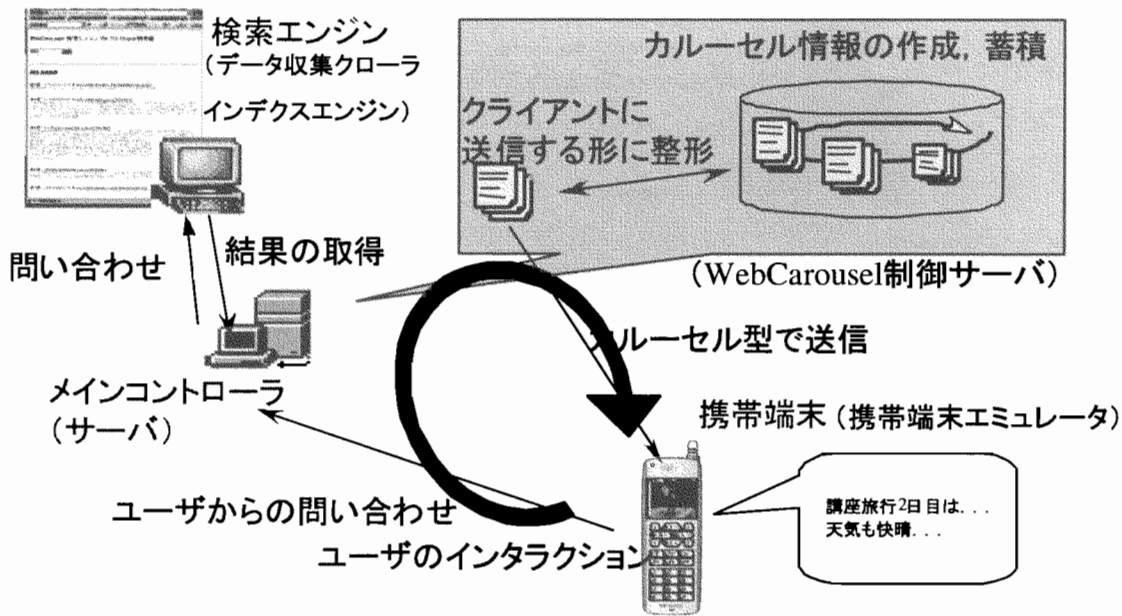 検索エンジン
(データ収集クローラ
インデクスエンジン)
カルーセル情報の作成, 蓄積
クライアントに
送信する形に整形
問い合わせ
結果の取得
(WebCarousel制御サーバ)
カルーセル型で送信
メインコントローラ
(サーバ)
携帯端末 (携帯端末エミュレータ)
ユーザからの問い合わせ
ユーザのインタラクション
講座旅行2日目は...
天気も快晴...